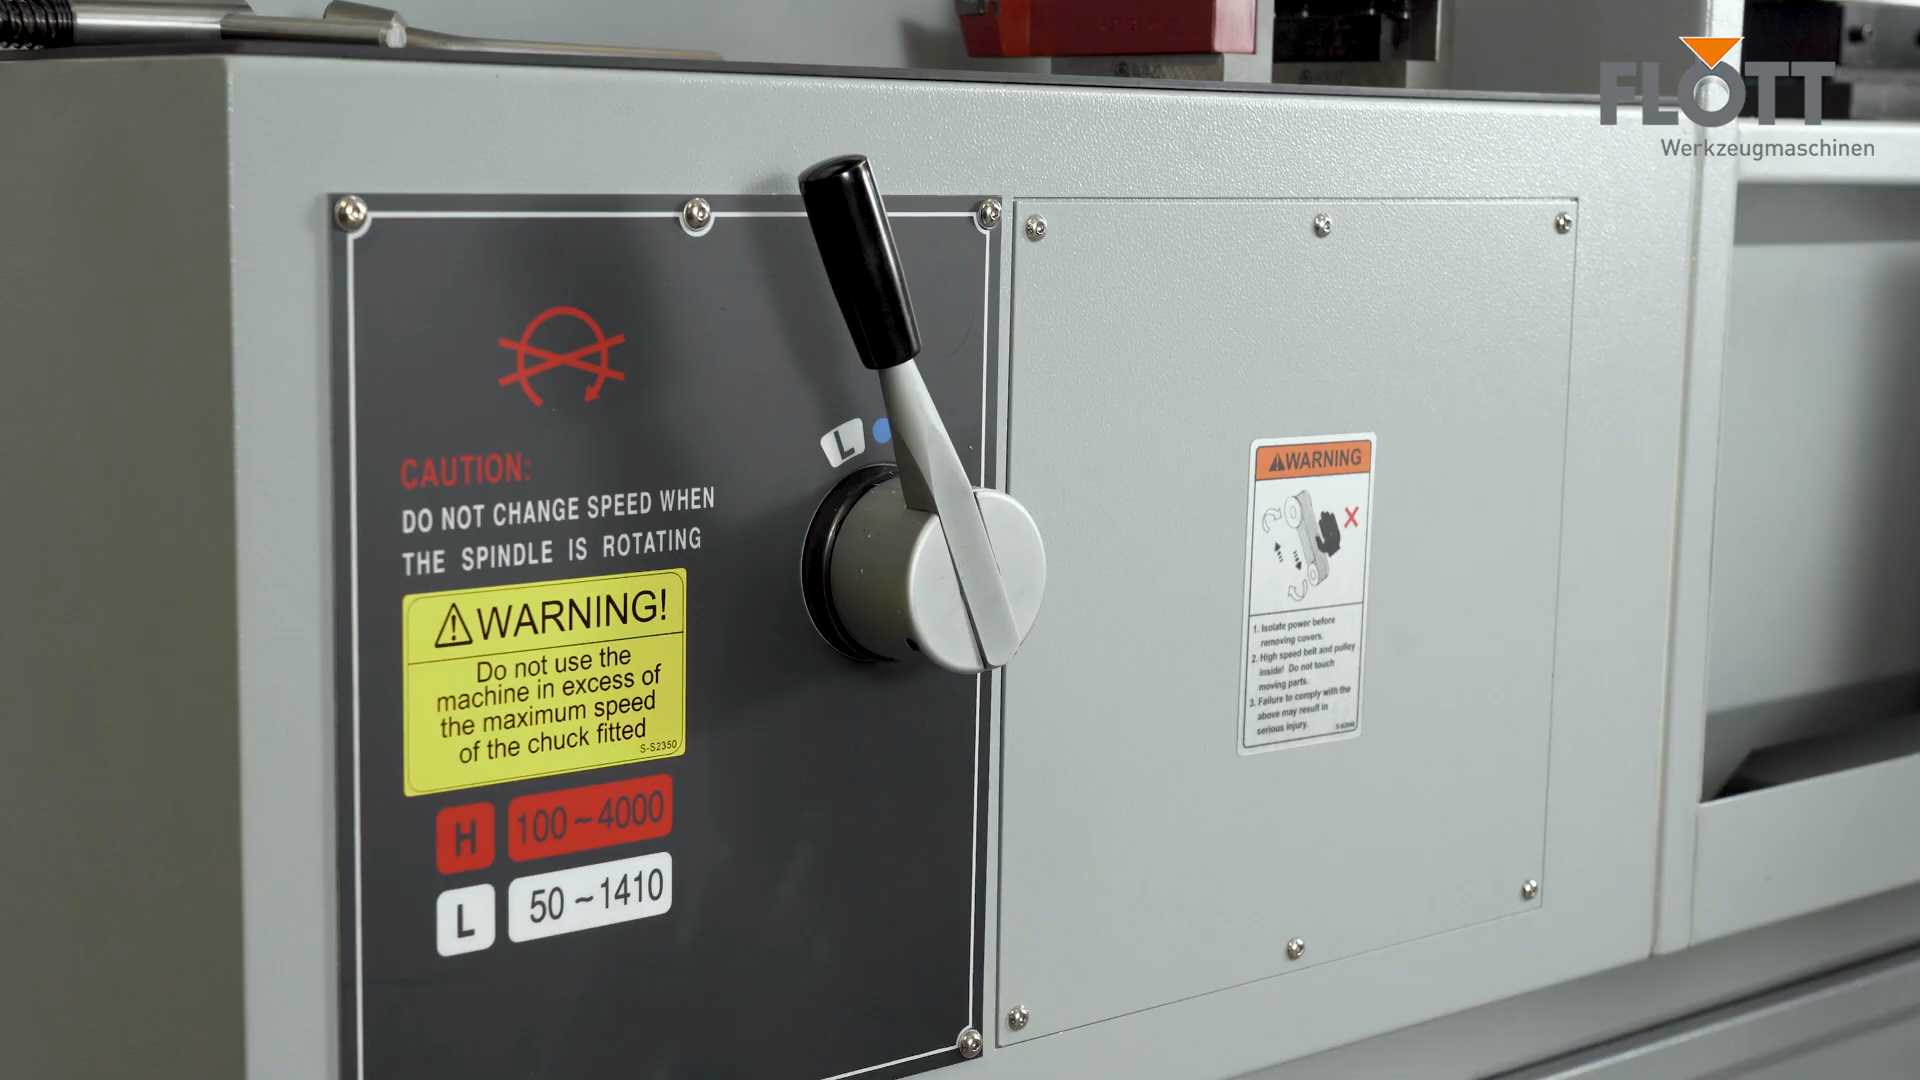 FLOTT
Werkzeugmaschinen
L
CAUTION:
DO NOT CHANGE SPEED WHEN
THE SPINDLE IS ROTATING
WARNING!
Do not use the
machine in excess of
the maximum speed
of the chuck fitted
S-S2350
H 100~4000
L 50~1410
WARNING
1. Isolate power before
removing covers.
2. High speed belt and pulley
inside! Do not touch
moving parts.
3. Failure to comply with the
above may result in
serious injury.